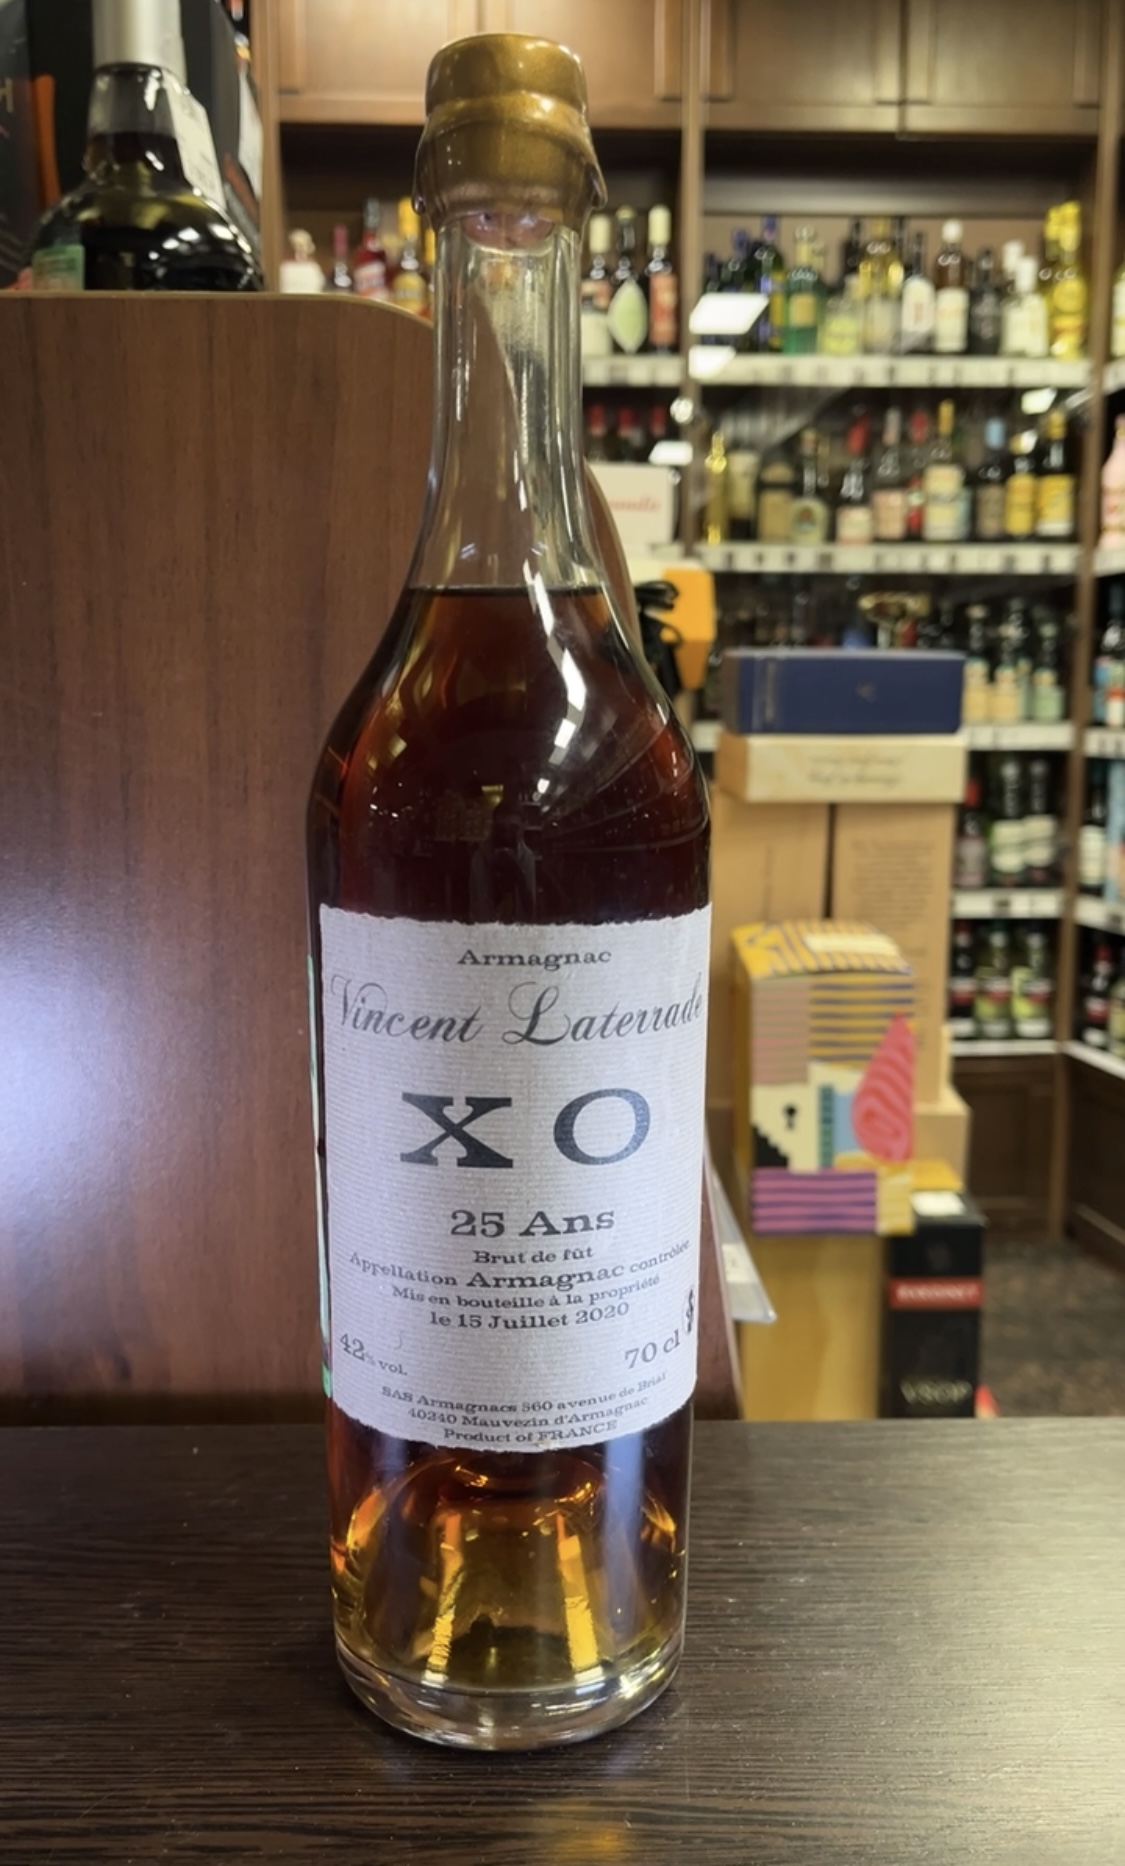 Armagnac
Vincent Laterrade
XO
25 Ans
Brut de fût
Appellation Armagnac contrôlée
Mis en bouteille à la propriété
le 15 Juillet 2020
42% vol.
70 cl
SAS Armagnacs 560 avenue de Brial
40240 Mauvezin d'Armagnac
Product of FRANCE
VSOP